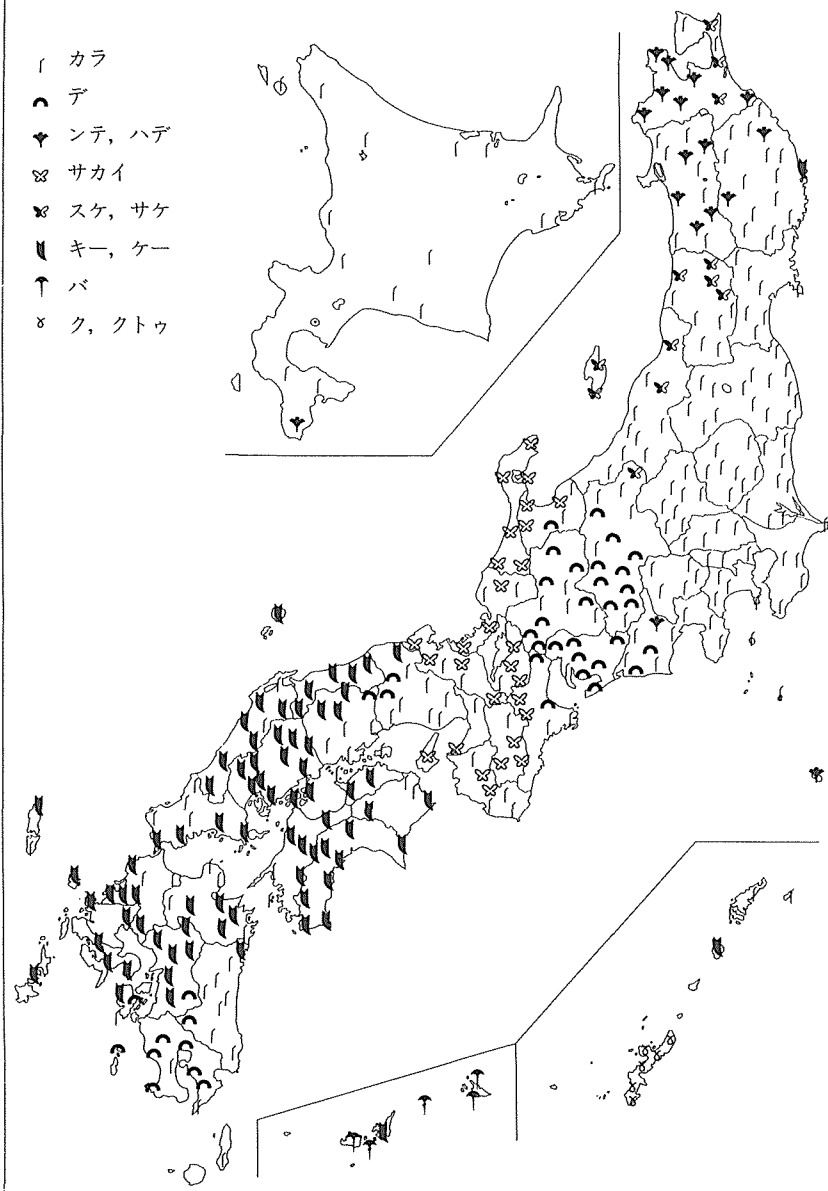 カラ
デ
ンテ, ハデ
サカイ
スケ, サケ
キー, ケー
バ
ク, クトゥ